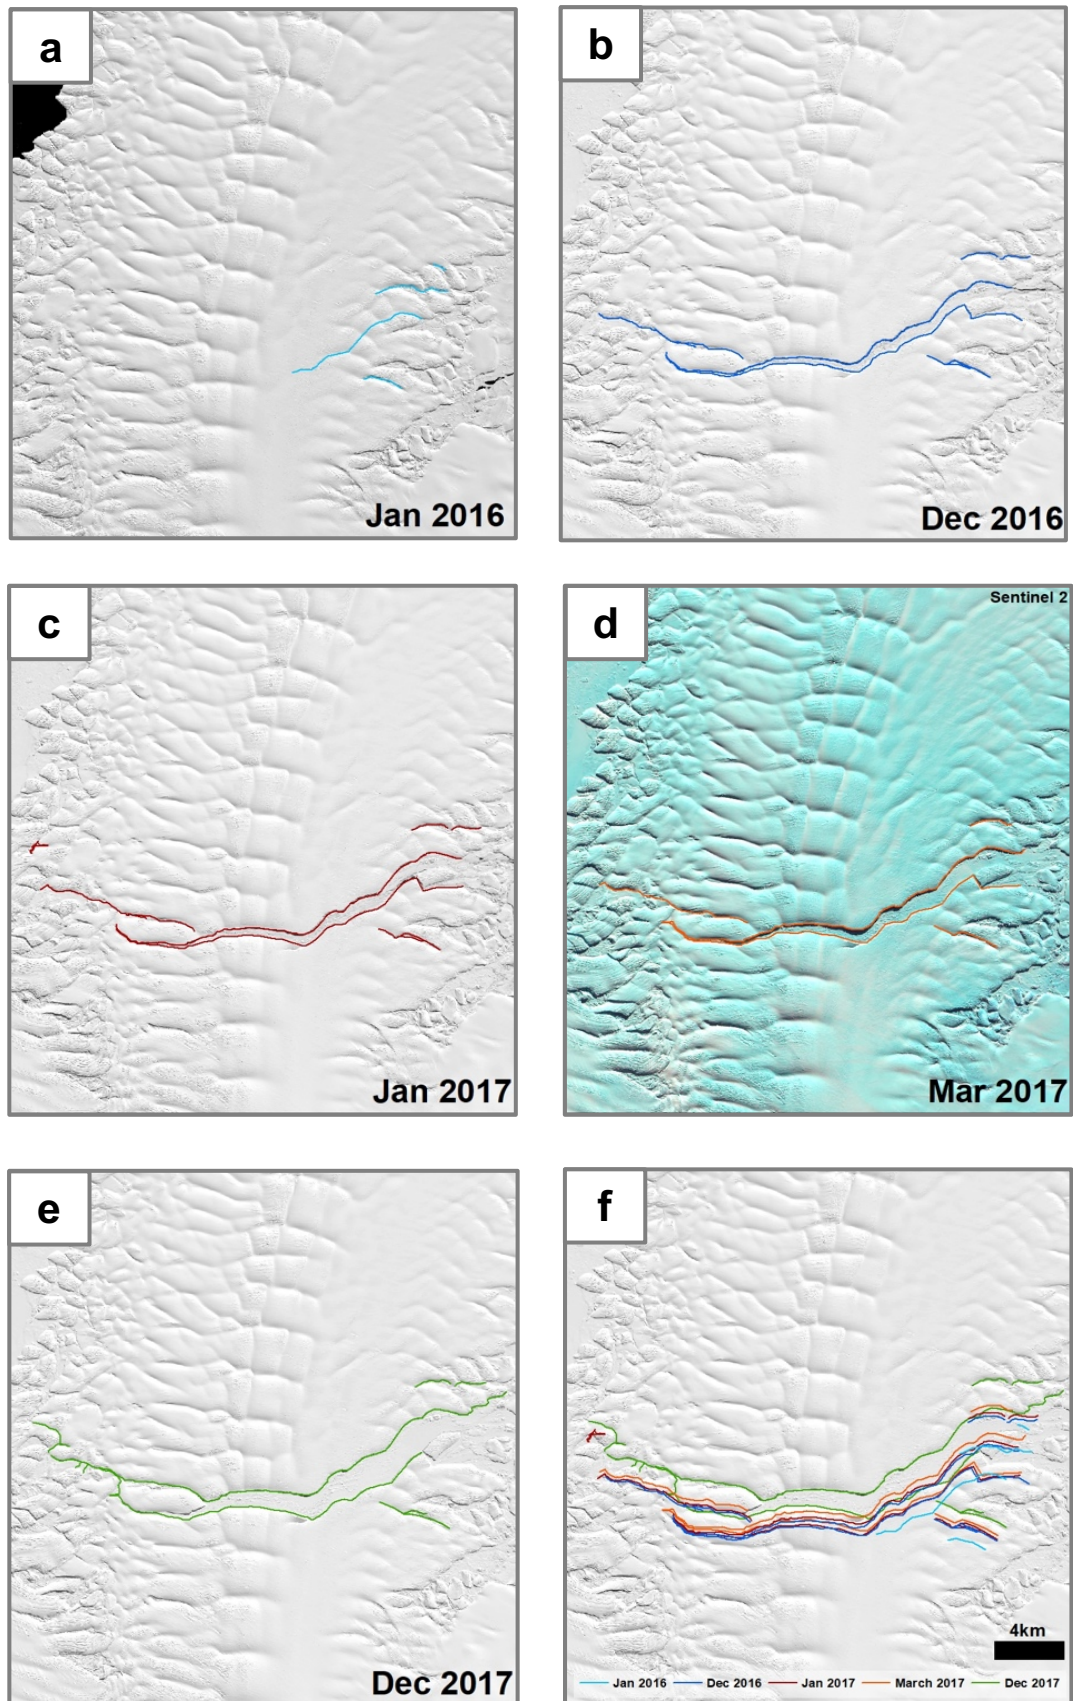 a
Jan 2016
b
Dec 2016
c
Jan 2017
d
Sentinel 2
Mar 2017
e
Dec 2017
f
4km
Jan 2016 Dec 2016 Jan 2017 March 2017 Dec 2017